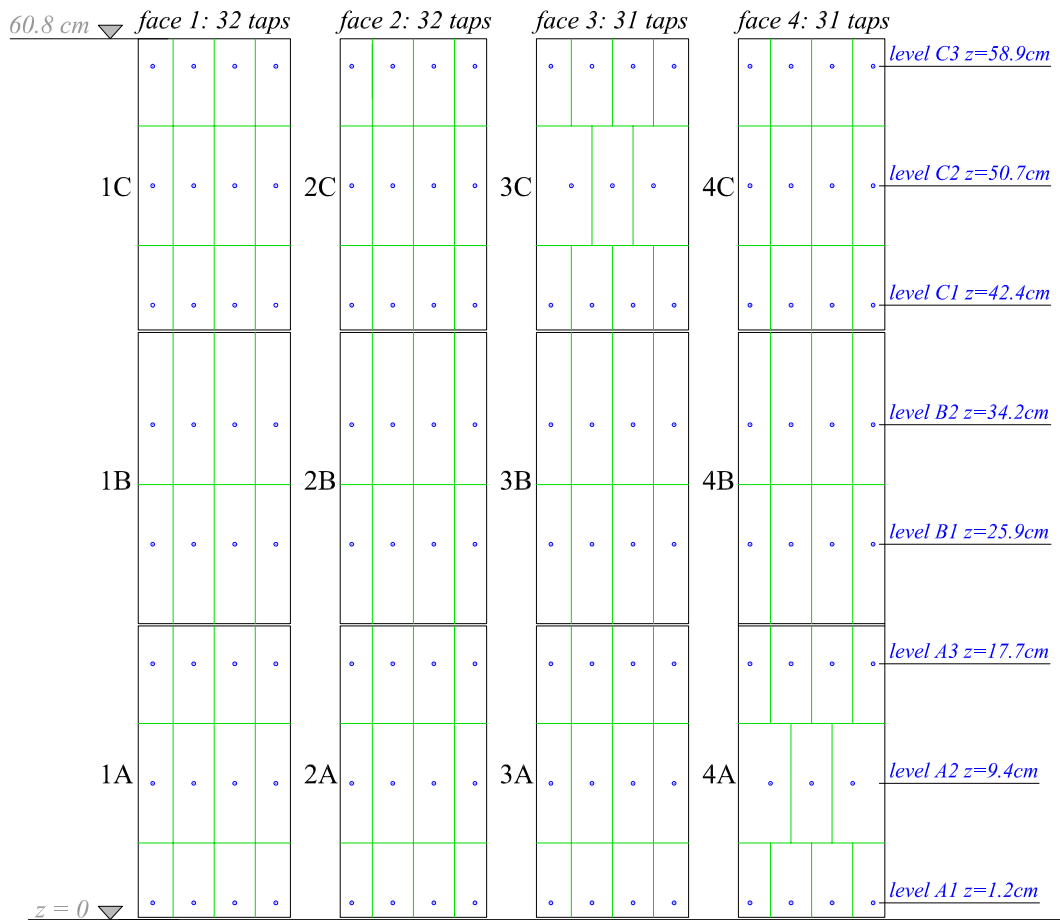 60.8 cm
face 1: 32 taps
face 2: 32 taps
face 3: 31 taps
face 4: 31 taps
level C3 z=58.9cm
1C
2C
3C
4C
level C2 z=50.7cm
level C1 z=42.4cm
level B2 z=34.2cm
1B
2B
3B
4B
level B1 z=25.9cm
level A3 z=17.7cm
1A
2A
3A
4A
level A2 z=9.4cm
level A1 z=1.2cm
z = 0